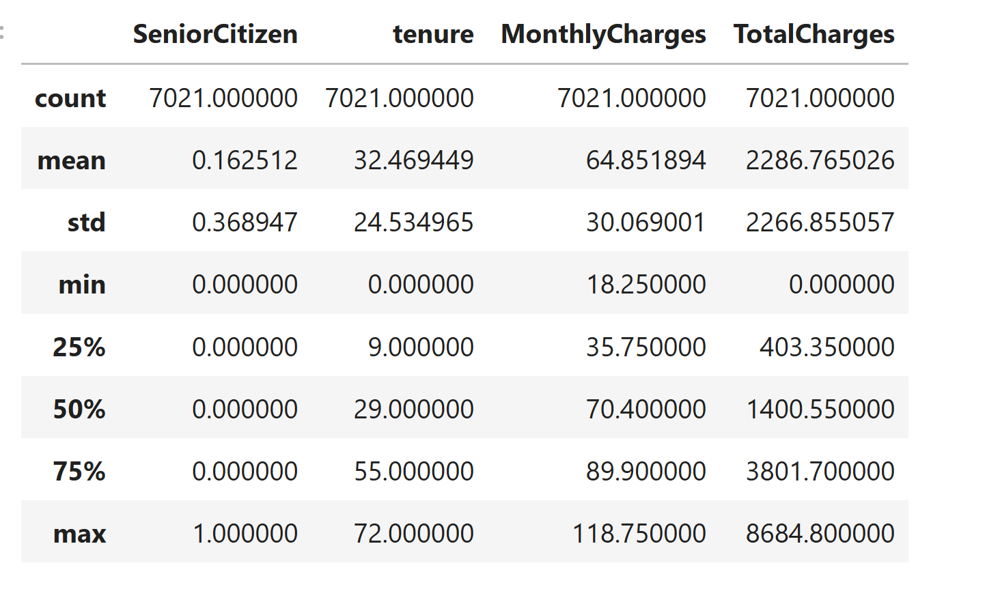 SeniorCitizen tenure MonthlyCharges TotalCharges
count 7021.000000 7021.000000 7021.000000 7021.000000
mean 0.162512 32.469449 64.851894 2286.765026
std 0.368947 24.534965 30.069001 2266.855057
min 0.000000 0.000000 18.250000 0.000000
25% 0.000000 9.000000 35.750000 403.350000
50% 0.000000 29.000000 70.400000 1400.550000
75% 0.000000 55.000000 89.900000 3801.700000
max 1.000000 72.000000 118.750000 8684.800000